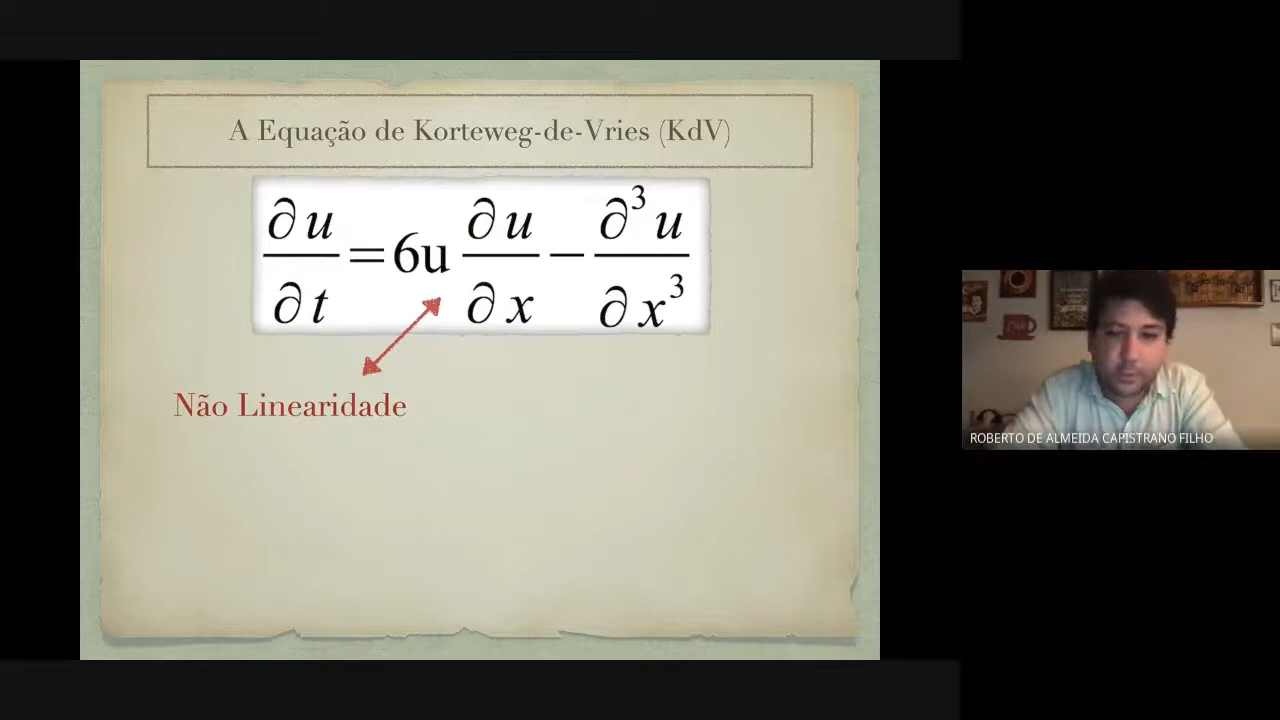 A Equação de Korteweg-de-Vries (KdV)
∂u/∂t = 6u ∂u/∂x − ∂³u/∂x³
Não Linearidade
ROBERTO DE ALMEIDA CAPISTRANO FILHO